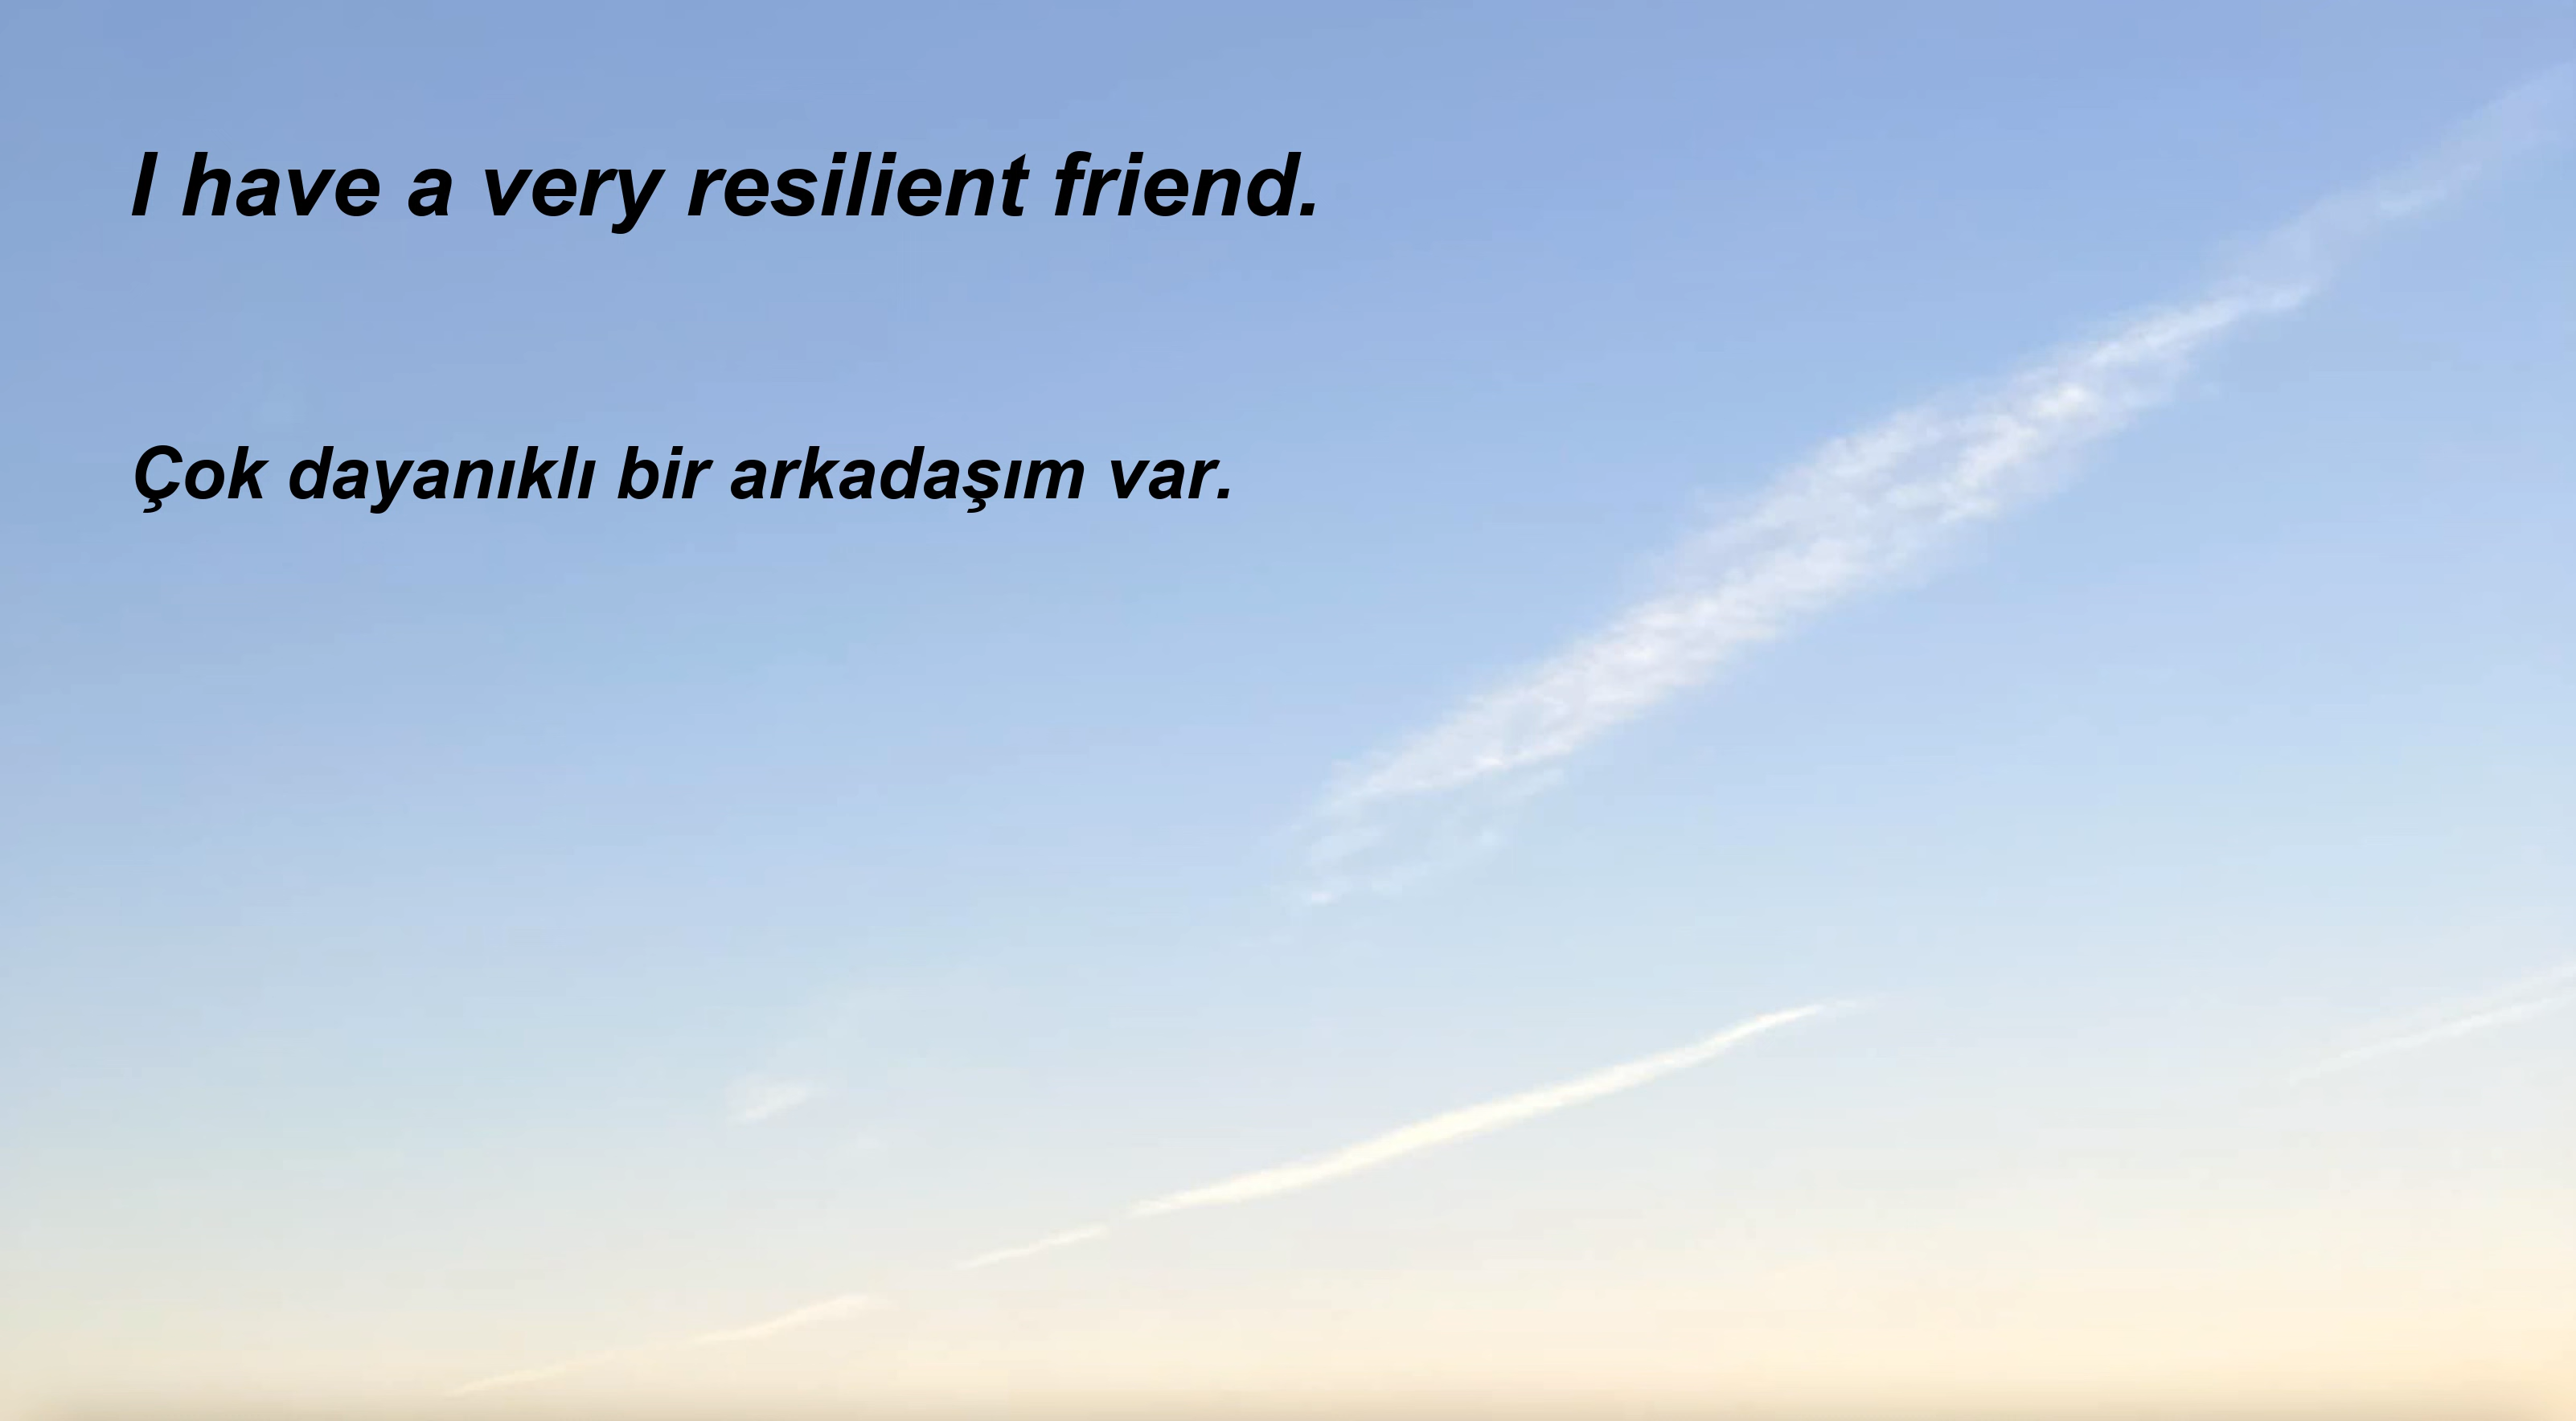 I have a very resilient friend.
Çok dayanıklı bir arkadaşım var.